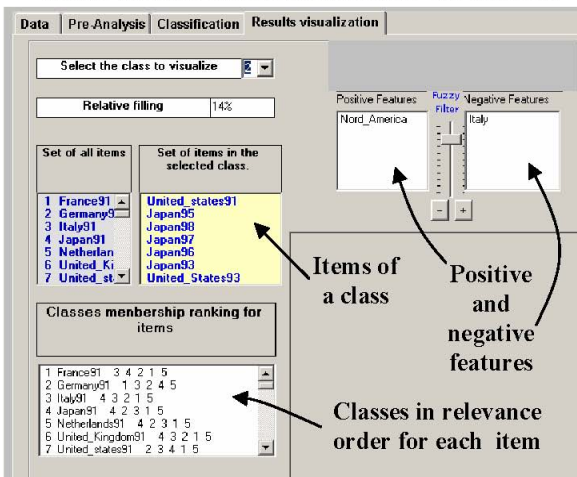 Data Pre-Analysis Classification Results visualization
Select the class to visualize 2
Relative filling 14%
Positive Features
Fuzzy Filter
Negative Features
Nord_America
Italy
- +
Set of all items
Set of items in the
selected class.
1 France91
2 Germany9
3 Italy91
4 Japan91
5 Netherlan
6 United_Ki
7 United_st
United_states91
Japan95
Japan98
Japan97
Japan96
Japan93
United_States93
Items of
a class
Positive
and
negative
features
Classes menbership ranking for
items
1 France91 3 4 2 1 5
2 Germany91 1 3 2 4 5
3 Italy91 4 3 2 1 5
4 Japan91 4 2 3 1 5
5 Netherlands91 4 2 3 1 5
6 United_Kingdom91 4 3 2 1 5
7 United_states91 2 3 4 1 5
Classes in relevance
order for each item